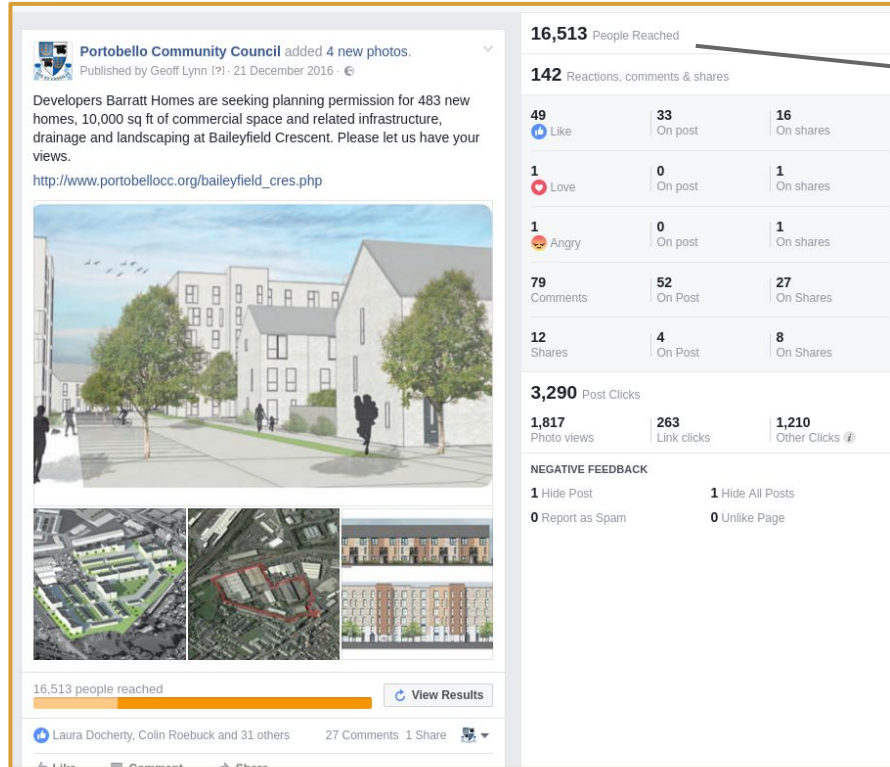 Portobello Community Council added 4 new photos.
Published by Geoff Lynn [?] · 21 December 2016 ·
Developers Barratt Homes are seeking planning permission for 483 new
homes, 10,000 sq ft of commercial space and related infrastructure,
drainage and landscaping at Baileyfield Crescent. Please let us have your
views.
http://www.portobellocc.org/baileyfield_cres.php
16,513 people reached
View Results
Laura Docherty, Colin Roebuck and 31 others 27 Comments 1 Share
Like Comment Share
16,513 People Reached
142 Reactions, comments & shares
49 33 16
Like On post On shares
1 0 1
Love On post On shares
1 0 1
Angry On post On shares
79 52 27
Comments On Post On Shares
12 4 8
Shares On Post On Shares
3,290 Post Clicks
1,817 263 1,210
Photo views Link clicks Other Clicks i
NEGATIVE FEEDBACK
1 Hide Post 1 Hide All Posts
0 Report as Spam 0 Unlike Page